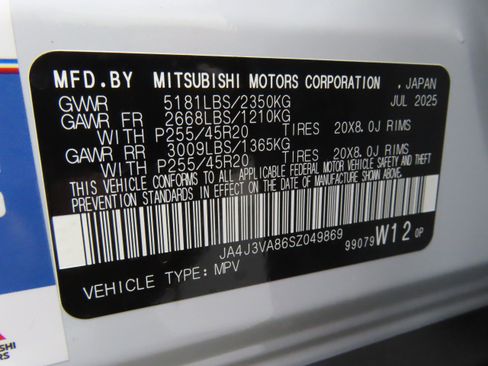 MFD.BY MITSUBISHI MOTORS CORPORATION , JAPAN
GVWR 5181LBS/2350KG JUL 2025
GAWR FR 2668LBS/1210KG
WITH P255/45R20 TIRES 20X8.0J RIMS
GAWR RR 3009LBS/1365KG
WITH P255/45R20 TIRES 20X8.0J RIMS
THIS VEHICLE CONFORMS TO ALL APPLICABLE FEDERAL MOTOR VEHICLE SAFETY AND THEFT
PREVENTION STANDARDS IN EFFECT ON THE DATE OF MANUFACTURE SHOWN ABOVE.
JA4J3VA86SZ049869
99079 W12 0P
VEHICLE TYPE: MPV